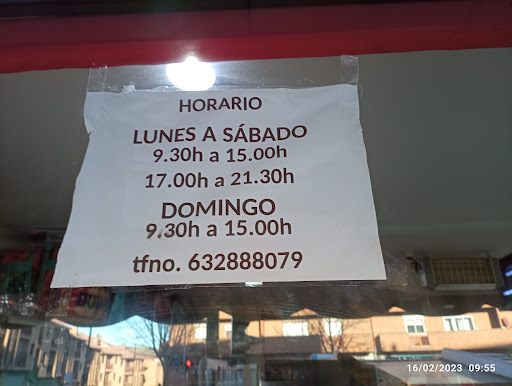 HORARIO
LUNES A SÁBADO
9.30h a 15.00h
17.00h a 21.30h
DOMINGO
9.30h a 15.00h
tfno. 632888079
16/02/2023 09:55